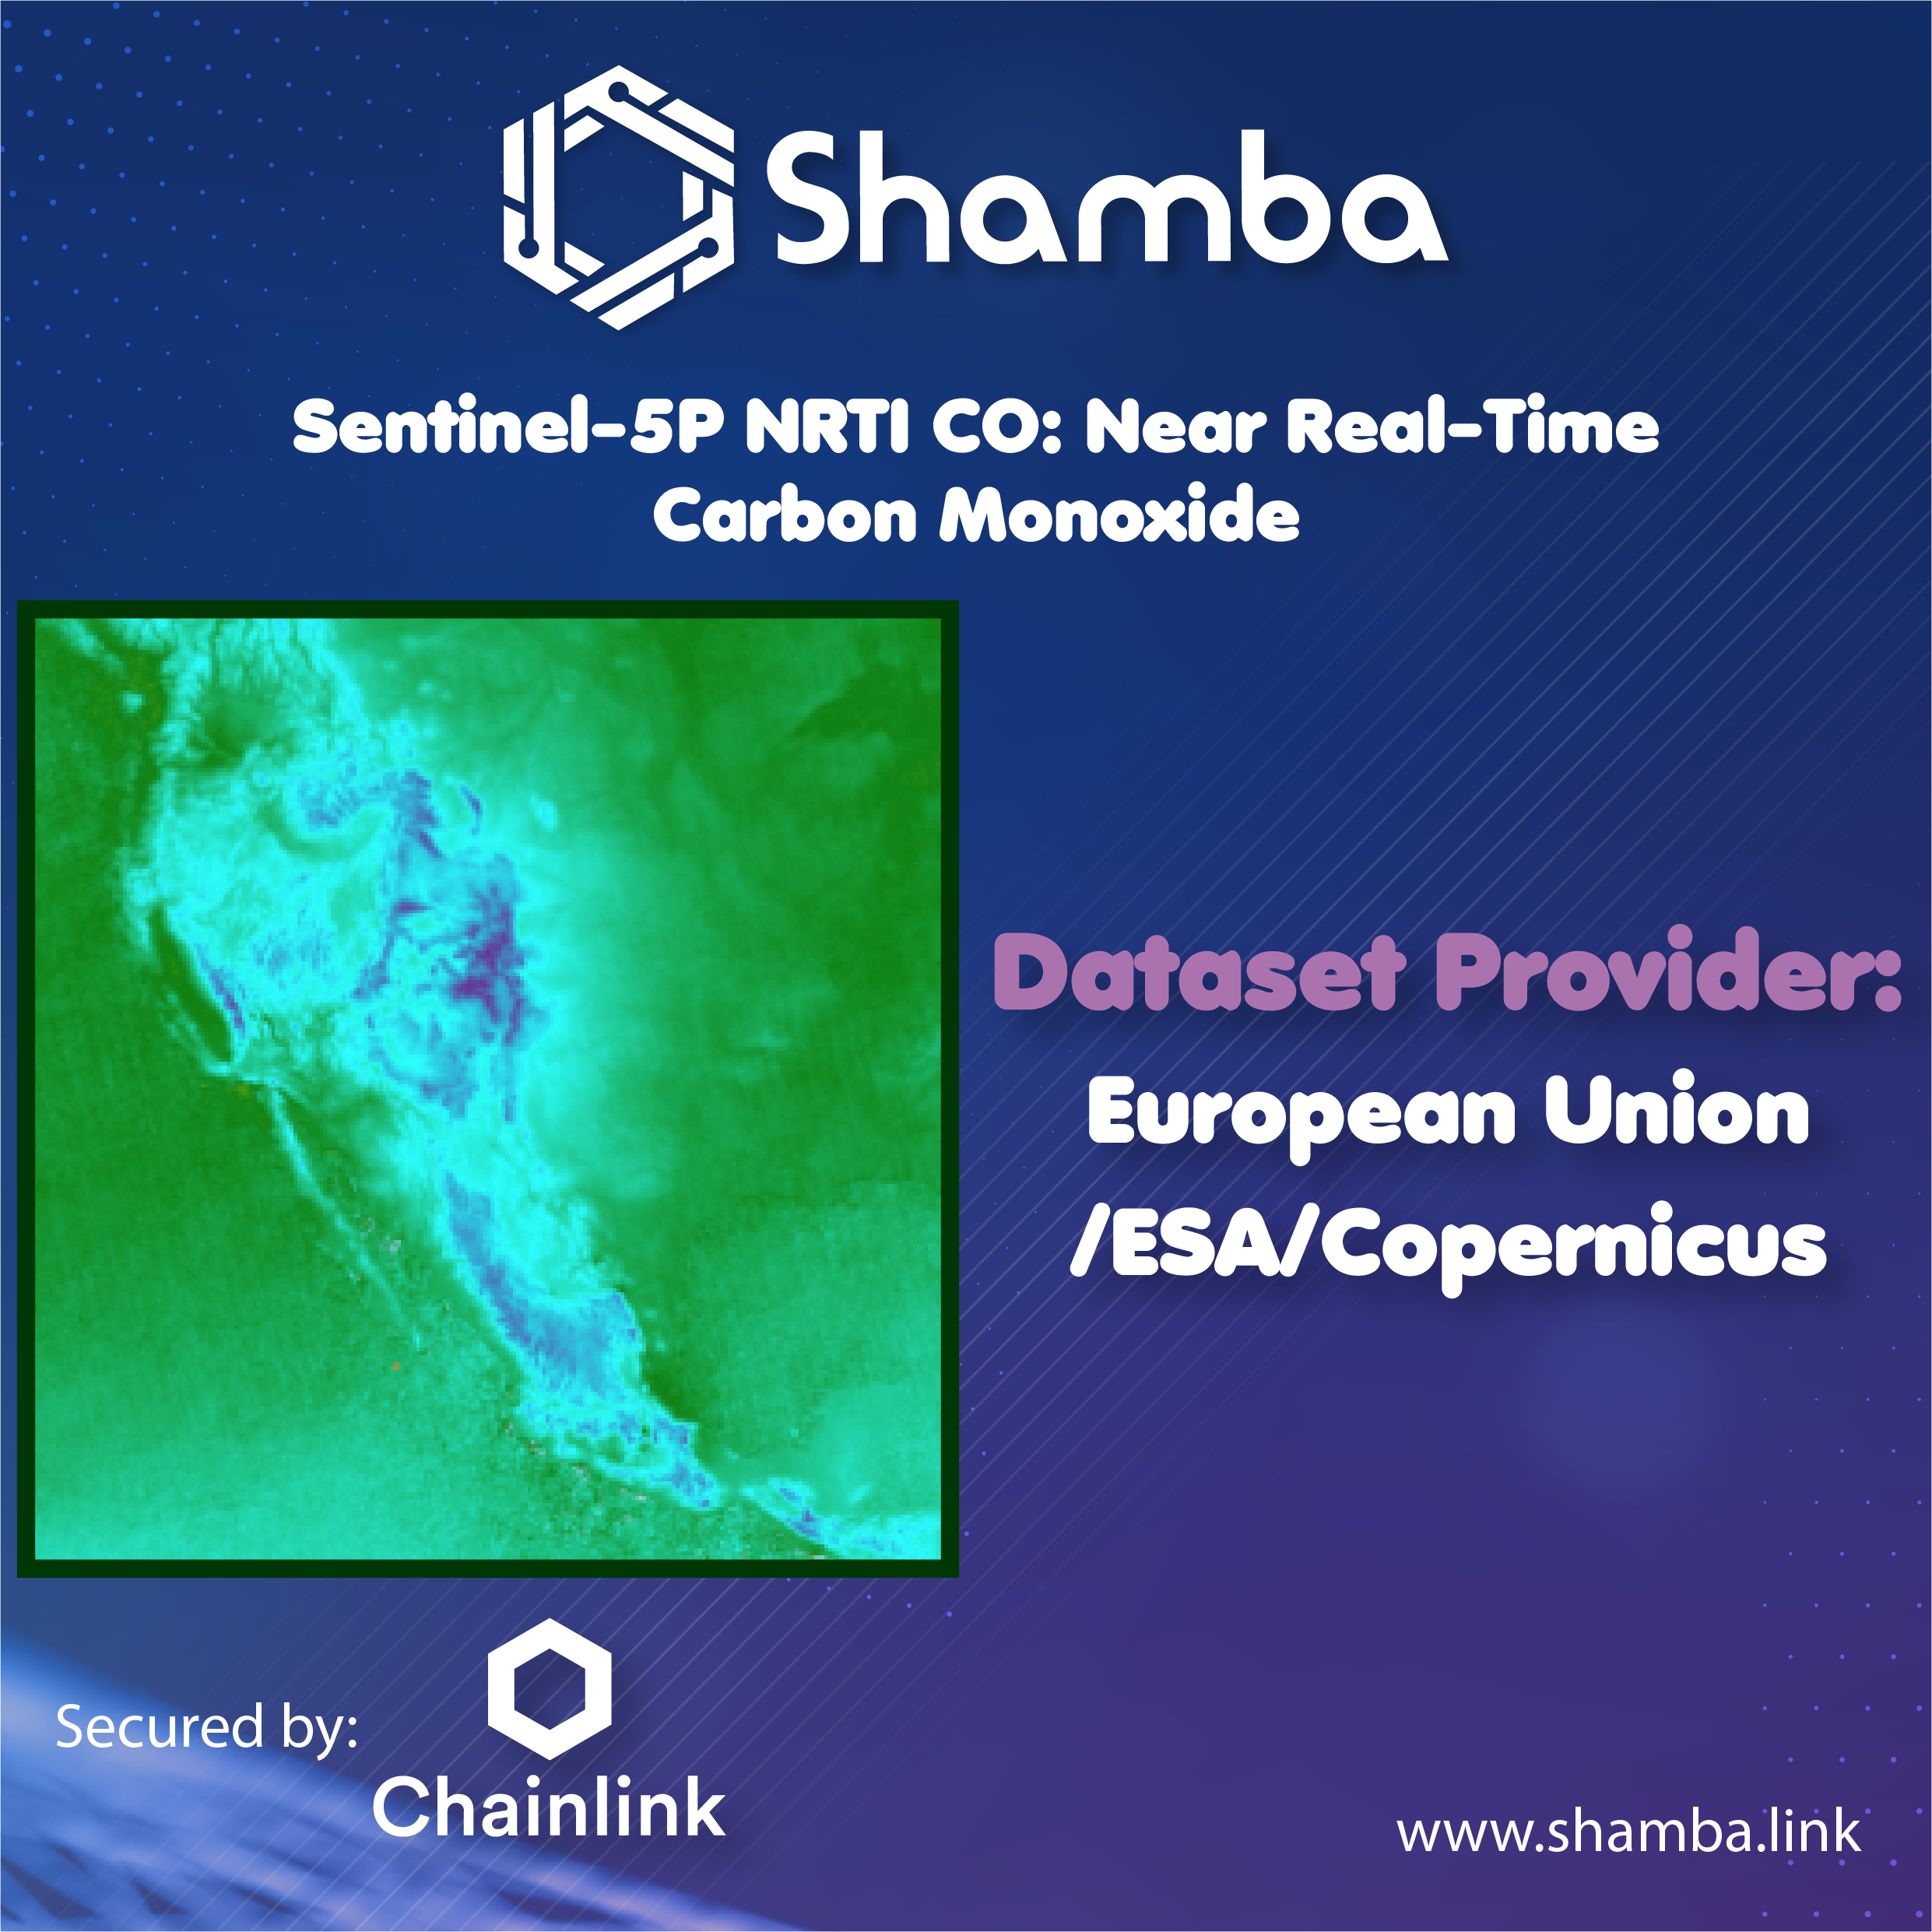 Shamba
Sentinel-5P NRTI CO: Near Real-Time
Carbon Monoxide
Dataset Provider:
European Union
/ESA/Copernicus
Secured by:
Chainlink
www.shamba.link